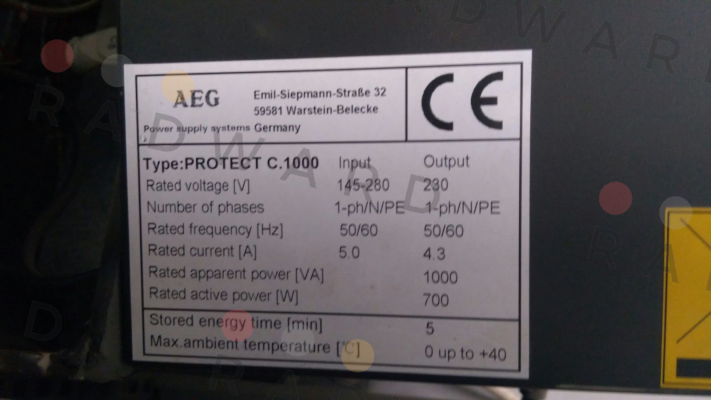 AEG
Power supply systems
Emil-Siepmann-Straße 32
59581 Warstein-Belecke
Germany
CE
Type:PROTECT C.1000 Input Output
Rated voltage [V] 145-280 230
Number of phases 1-ph/N/PE 1-ph/N/PE
Rated frequency [Hz] 50/60 50/60
Rated current [A] 5.0 4.3
Rated apparent power [VA] 1000
Rated active power [W] 700
Stored energy time [min] 5
Max.ambient temperature [°C] 0 up to +40
RADWARD